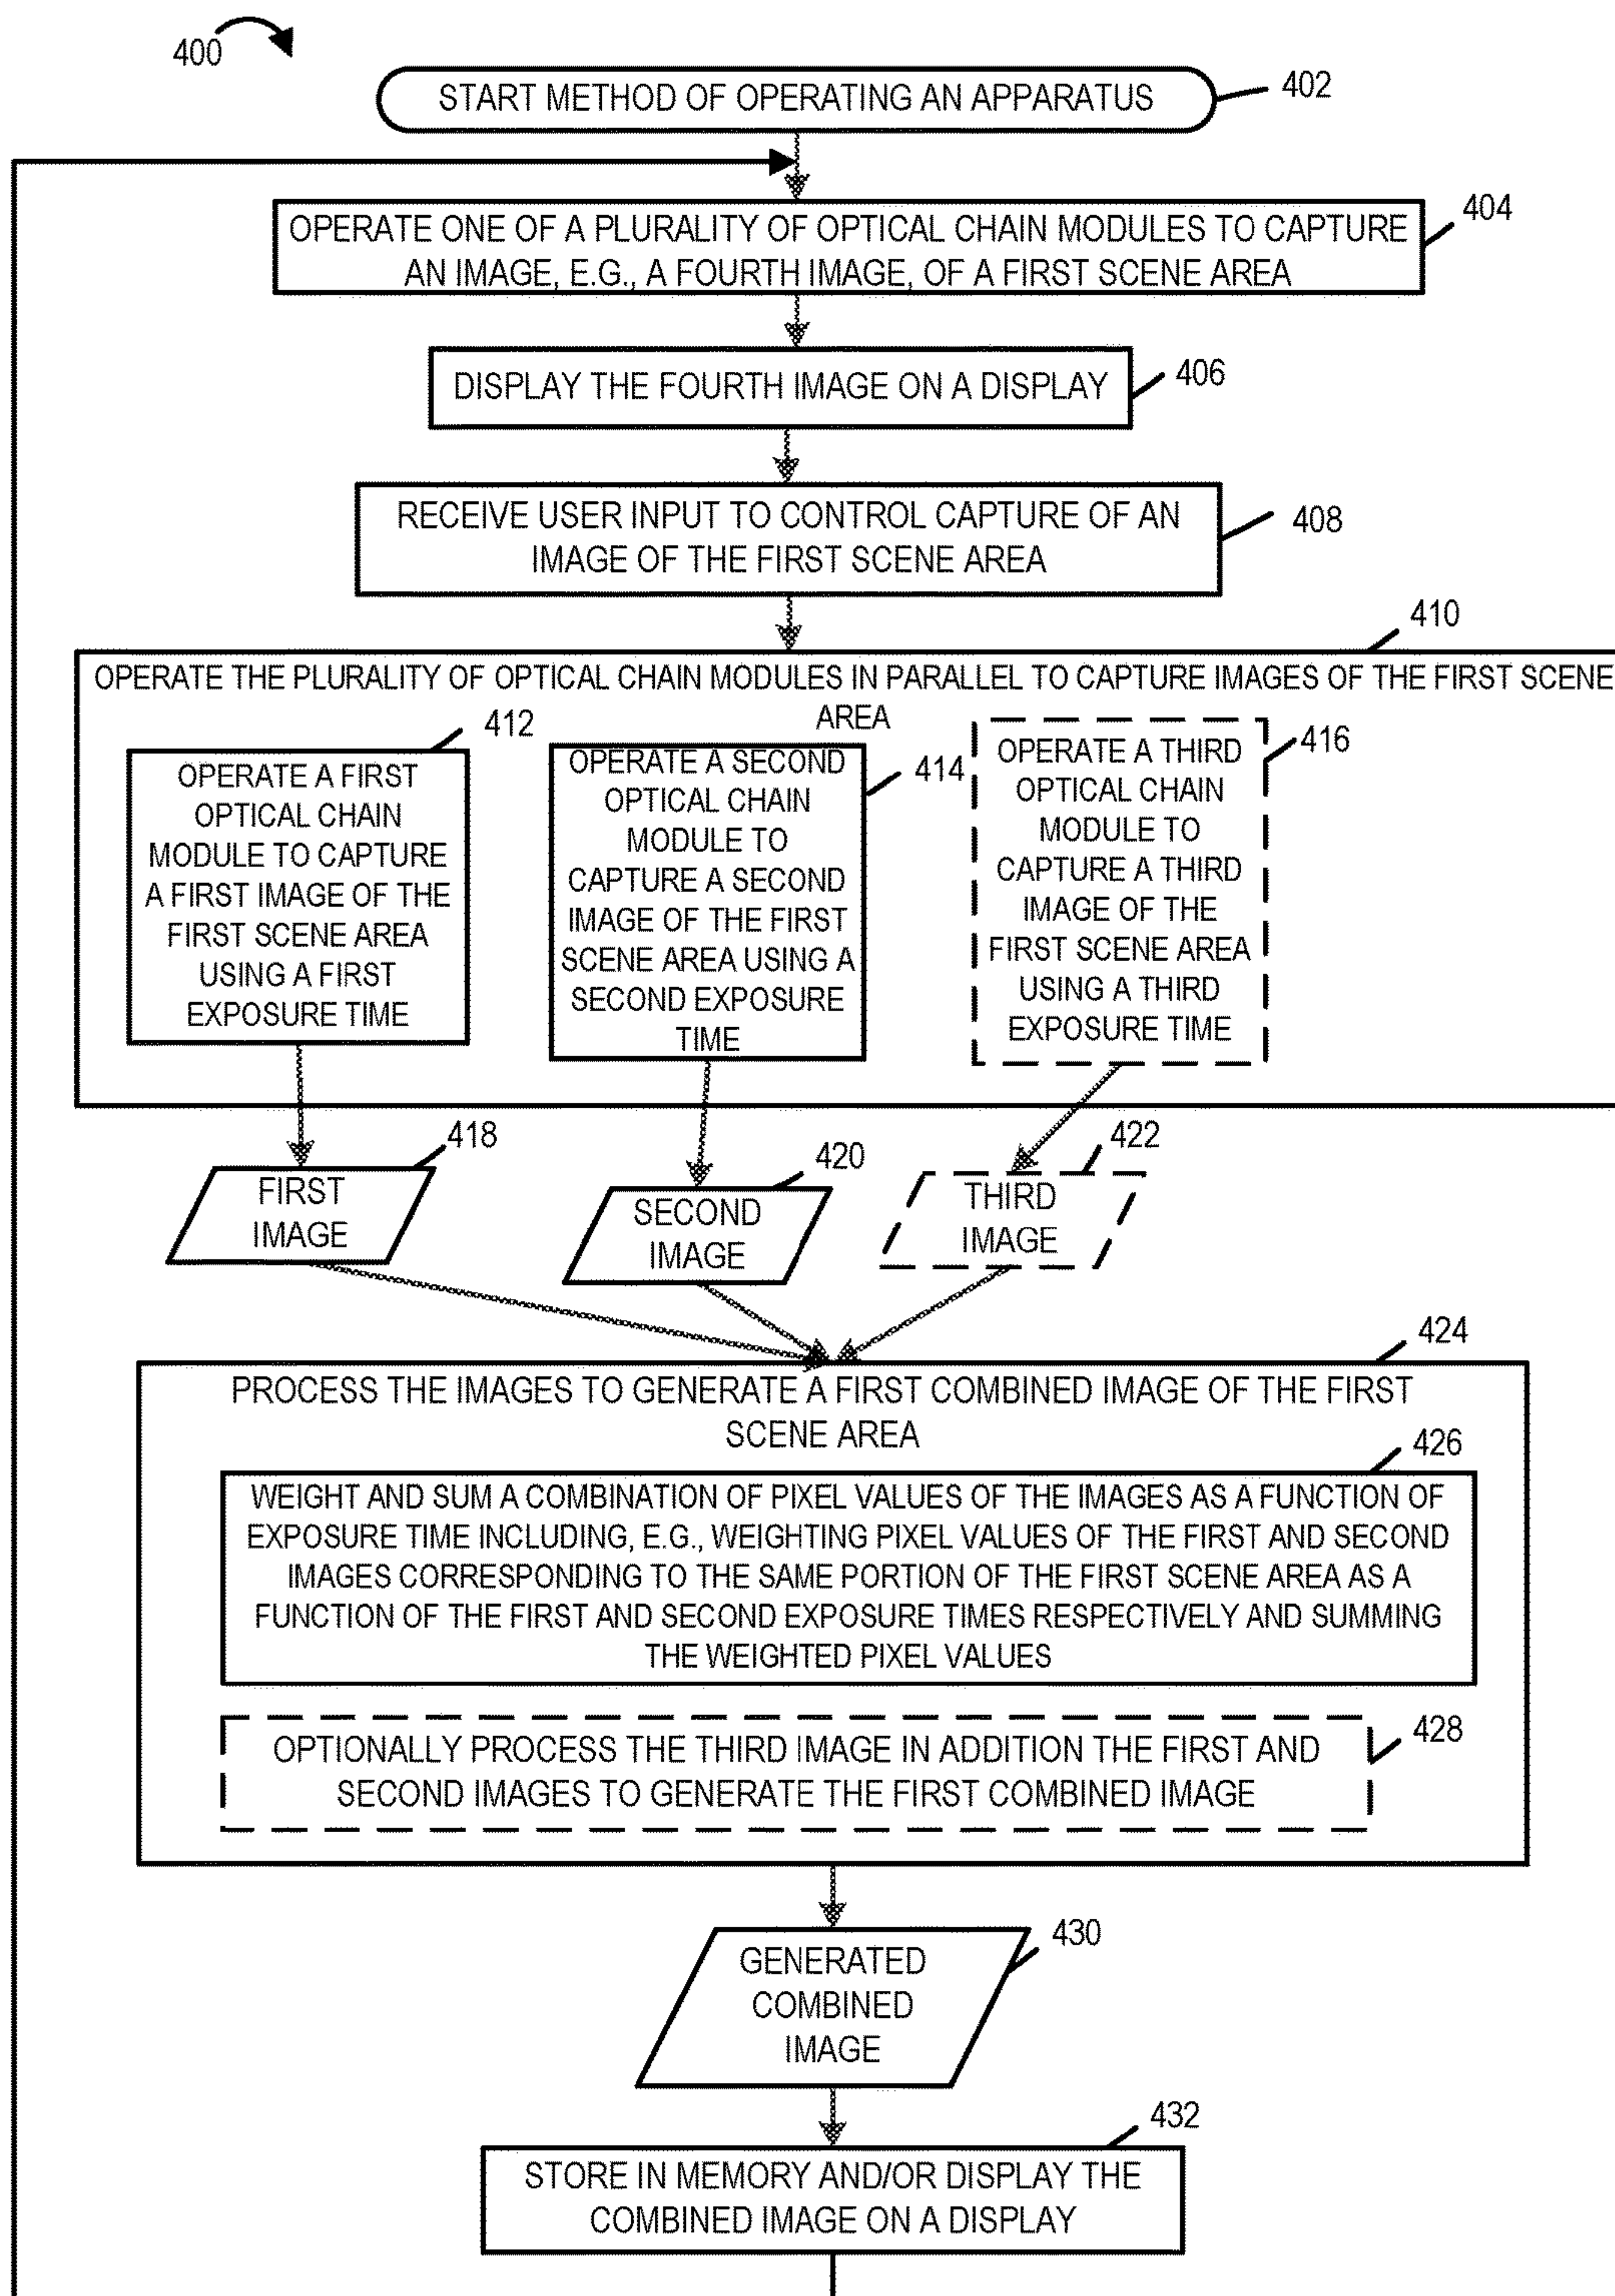 400
START METHOD OF OPERATING AN APPARATUS
402
OPERATE ONE OF A PLURALITY OF OPTICAL CHAIN MODULES TO CAPTURE
AN IMAGE, E.G., A FOURTH IMAGE, OF A FIRST SCENE AREA
404
DISPLAY THE FOURTH IMAGE ON A DISPLAY
406
RECEIVE USER INPUT TO CONTROL CAPTURE OF AN
IMAGE OF THE FIRST SCENE AREA
408
410
OPERATE THE PLURALITY OF OPTICAL CHAIN MODULES IN PARALLEL TO CAPTURE IMAGES OF THE FIRST SCENE
AREA
412
OPERATE A FIRST
OPTICAL CHAIN
MODULE TO CAPTURE
A FIRST IMAGE OF THE
FIRST SCENE AREA
USING A FIRST
EXPOSURE TIME
414
OPERATE A SECOND
OPTICAL CHAIN
MODULE TO
CAPTURE A SECOND
IMAGE OF THE FIRST
SCENE AREA USING A
SECOND EXPOSURE
TIME
416
OPERATE A THIRD
OPTICAL CHAIN
MODULE TO
CAPTURE A THIRD
IMAGE OF THE
FIRST SCENE AREA
USING A THIRD
EXPOSURE TIME
418
FIRST
IMAGE
420
SECOND
IMAGE
422
THIRD
IMAGE
424
PROCESS THE IMAGES TO GENERATE A FIRST COMBINED IMAGE OF THE FIRST
SCENE AREA
426
WEIGHT AND SUM A COMBINATION OF PIXEL VALUES OF THE IMAGES AS A FUNCTION OF
EXPOSURE TIME INCLUDING, E.G., WEIGHTING PIXEL VALUES OF THE FIRST AND SECOND
IMAGES CORRESPONDING TO THE SAME PORTION OF THE FIRST SCENE AREA AS A
FUNCTION OF THE FIRST AND SECOND EXPOSURE TIMES RESPECTIVELY AND SUMMING
THE WEIGHTED PIXEL VALUES
428
OPTIONALLY PROCESS THE THIRD IMAGE IN ADDITION THE FIRST AND
SECOND IMAGES TO GENERATE THE FIRST COMBINED IMAGE
430
GENERATED
COMBINED
IMAGE
432
STORE IN MEMORY AND/OR DISPLAY THE
COMBINED IMAGE ON A DISPLAY